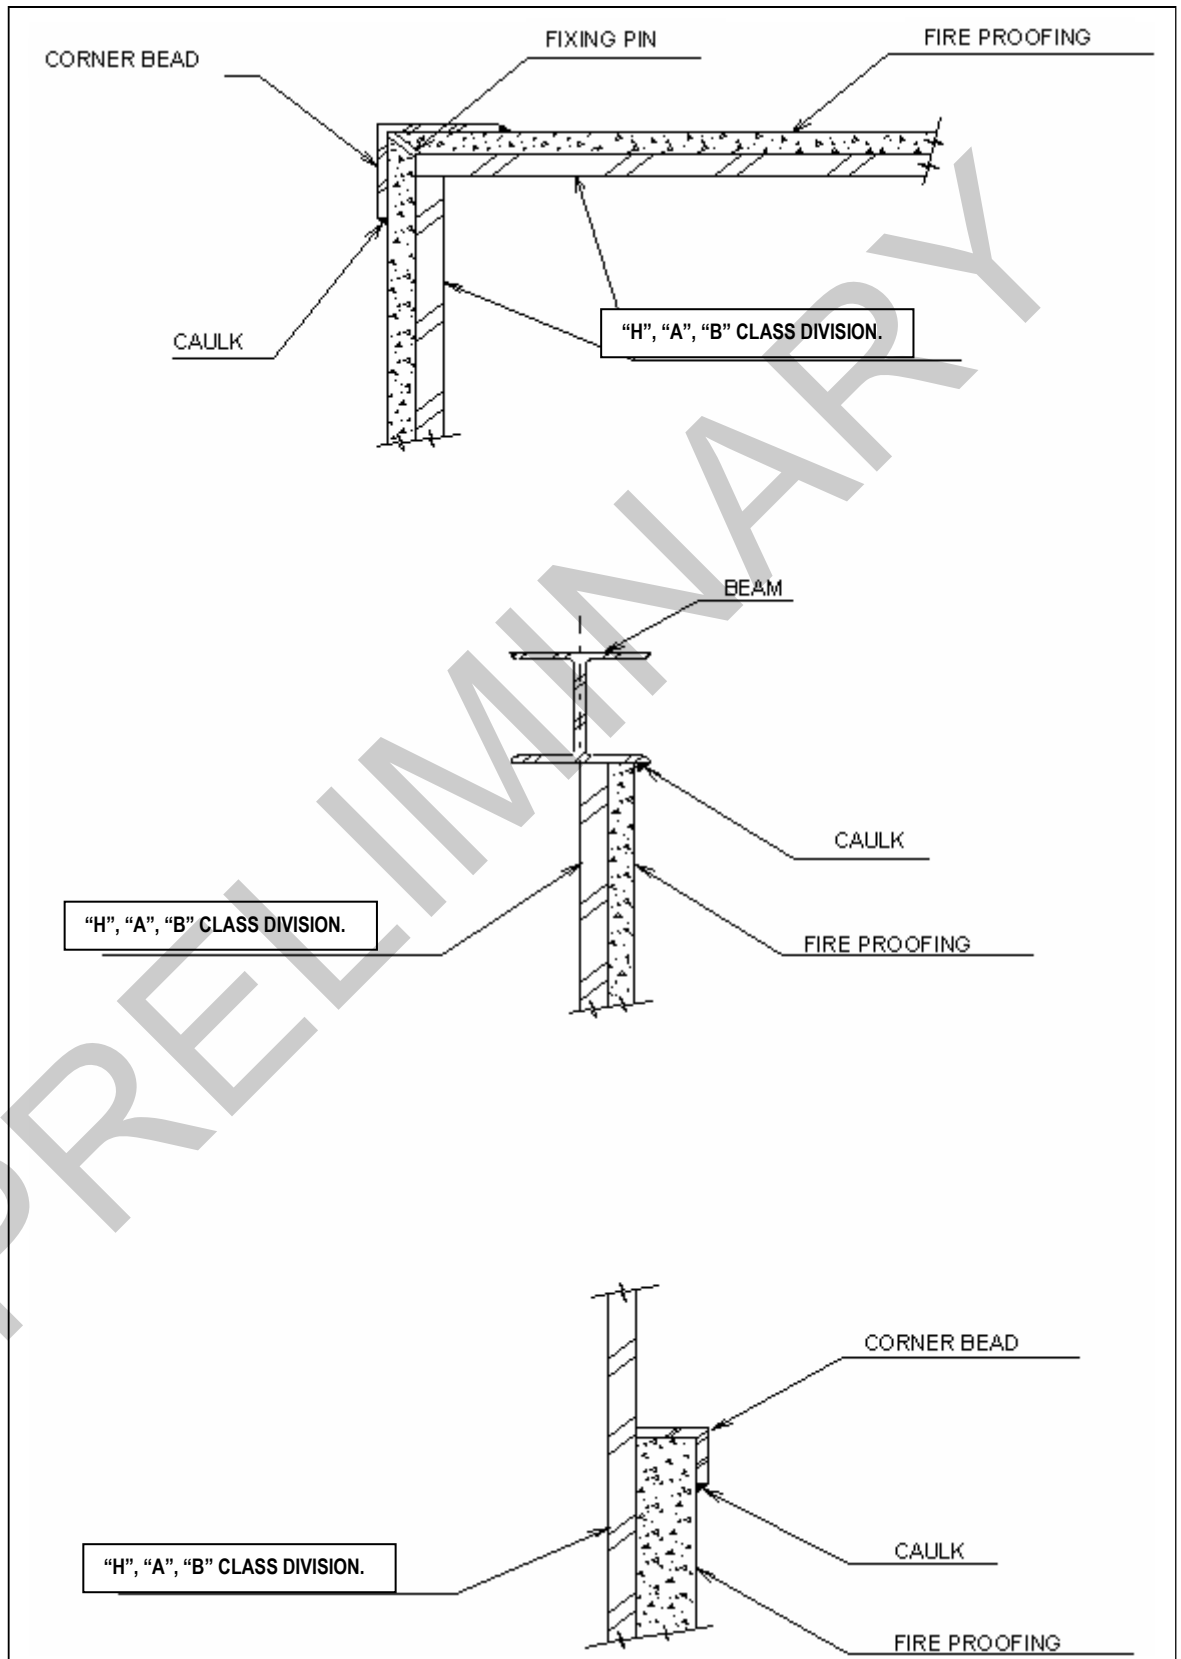 FIXING PIN
FIRE PROOFING
CORNER BEAD
"H", "A", "B" CLASS DIVISION.
CAULK
BEAM
CAULK
"H", "A", "B" CLASS DIVISION.
FIRE PROOFING
CORNER BEAD
CAULK
"H", "A", "B" CLASS DIVISION.
FIRE PROOFING
PRELIMINARY